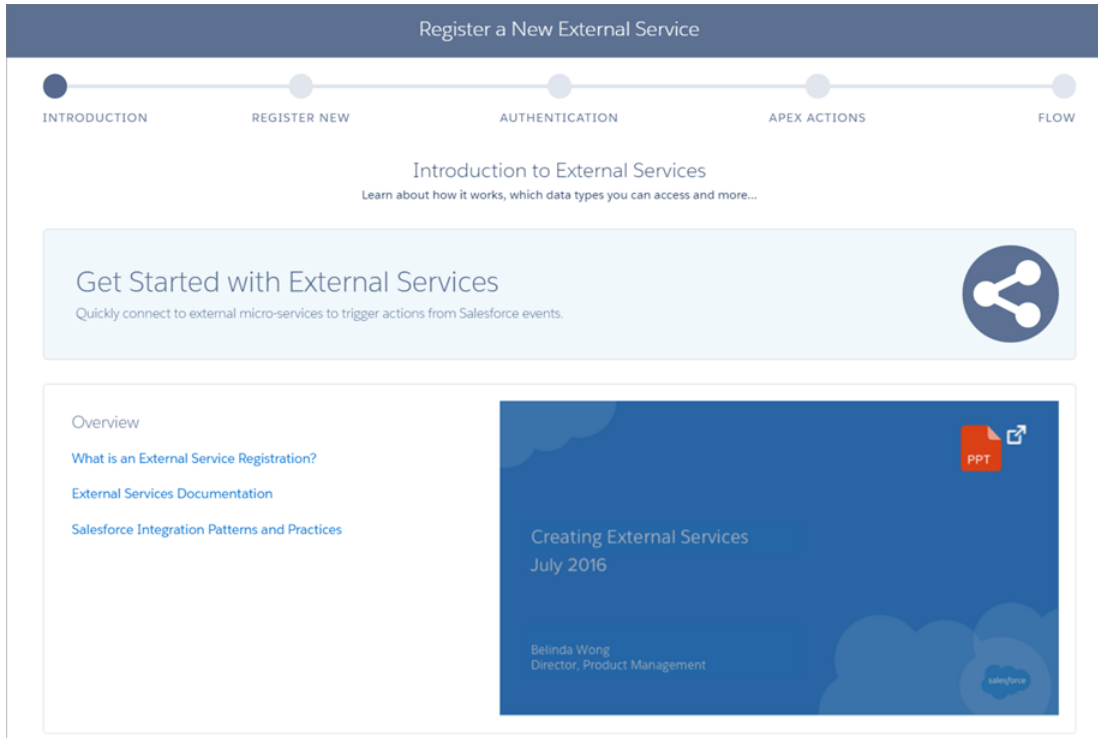 Register a New External Service
INTRODUCTION
REGISTER NEW
AUTHENTICATION
APEX ACTIONS
FLOW
Introduction to External Services
Learn about how it works, which data types you can access and more...
Get Started with External Services
Quickly connect to external micro-services to trigger actions from Salesforce events.
Overview
What is an External Service Registration?
External Services Documentation
Salesforce Integration Patterns and Practices
PPT
Creating External Services
July 2016
Belinda Wong
Director, Product Management
salesforce